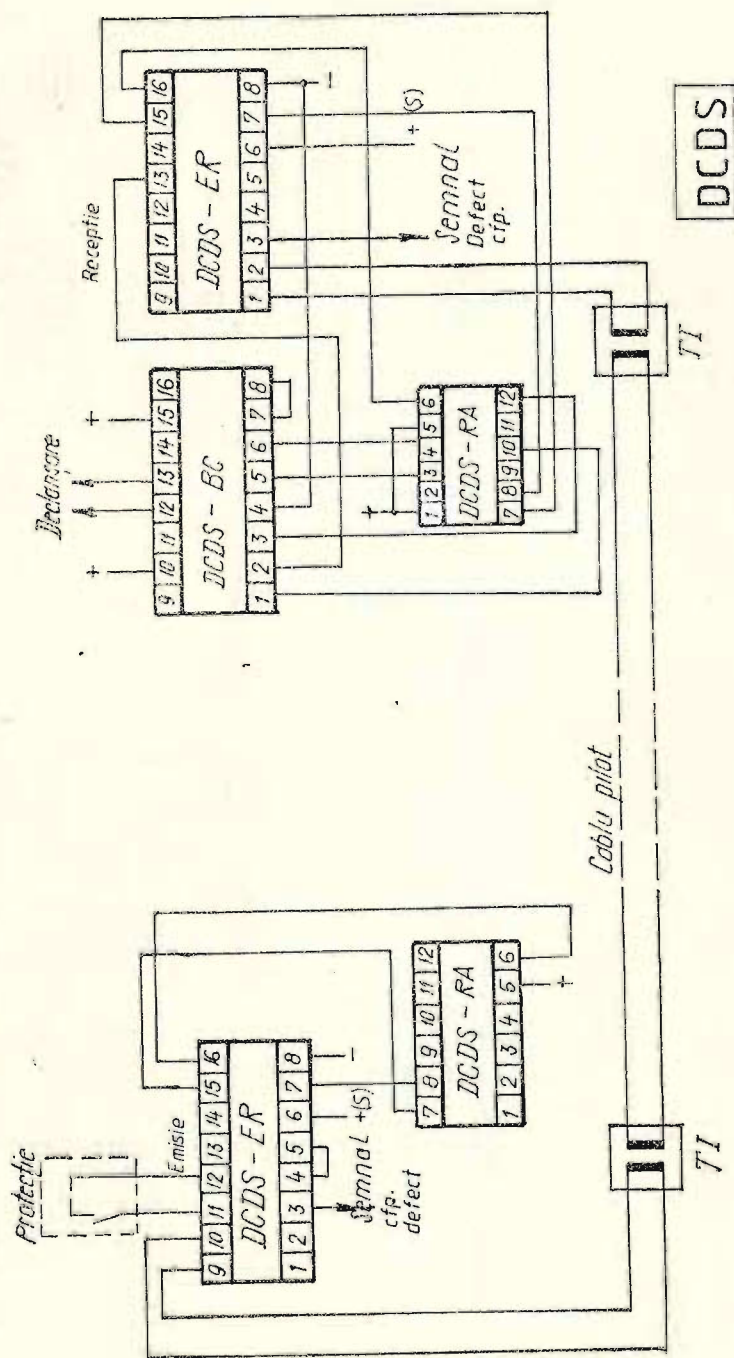 Protectie
Emisie
9 10 11 12 13 14 15 16
DCDS-ER
1 2 3 4 5 6 7 8
Semnal +(S)
cfp.
defect
–
7 8 9 10 11 12
DCDS-RA
1 2 3 4 5 6
+
TI
Cablu pilot
Declansare
+
+
9 10 11 12 13 14 15 16
DCDS-BC
1 2 3 4 5 6 7 8
+
1 2 3 4 5 6
DCDS-RA
7 8 9 10 11 12
Receptie
9 10 11 12 13 14 15 16
DCDS-ER
1 2 3 4 5 6 7 8
–
+ (S)
Semnal
Defect
cfp.
TI
DCDS